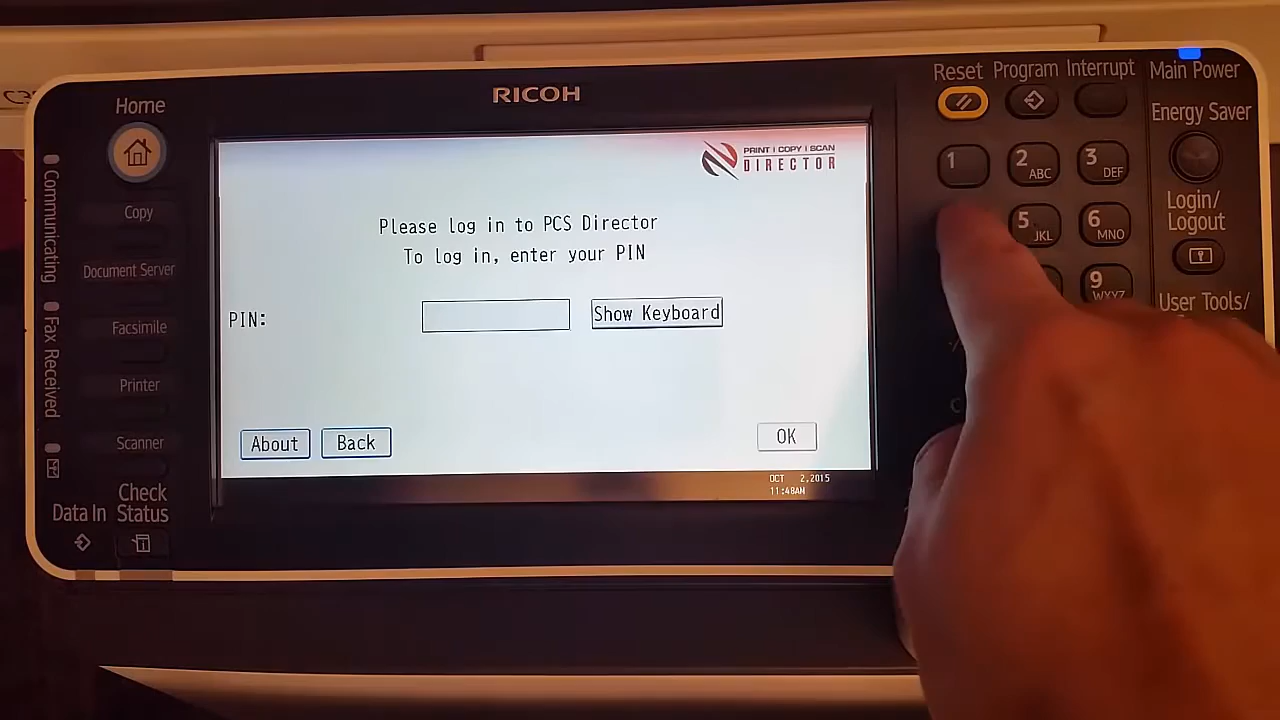 Home
Communicating
Fax Received
Copy
Document Server
Facsimile
Printer
Scanner
Data In
Check
Status
RICOH
PRINT | COPY | SCAN
DIRECTOR
Please log in to PCS Director
To log in, enter your PIN
PIN:
Show Keyboard
About
Back
OK
OCT 2,2015
11:48AM
Reset
Program
Interrupt
Main Power
Energy Saver
1
2 ABC
3 DEF
5 JKL
6 MNO
9 WXYZ
C
Login/
Logout
User Tools/